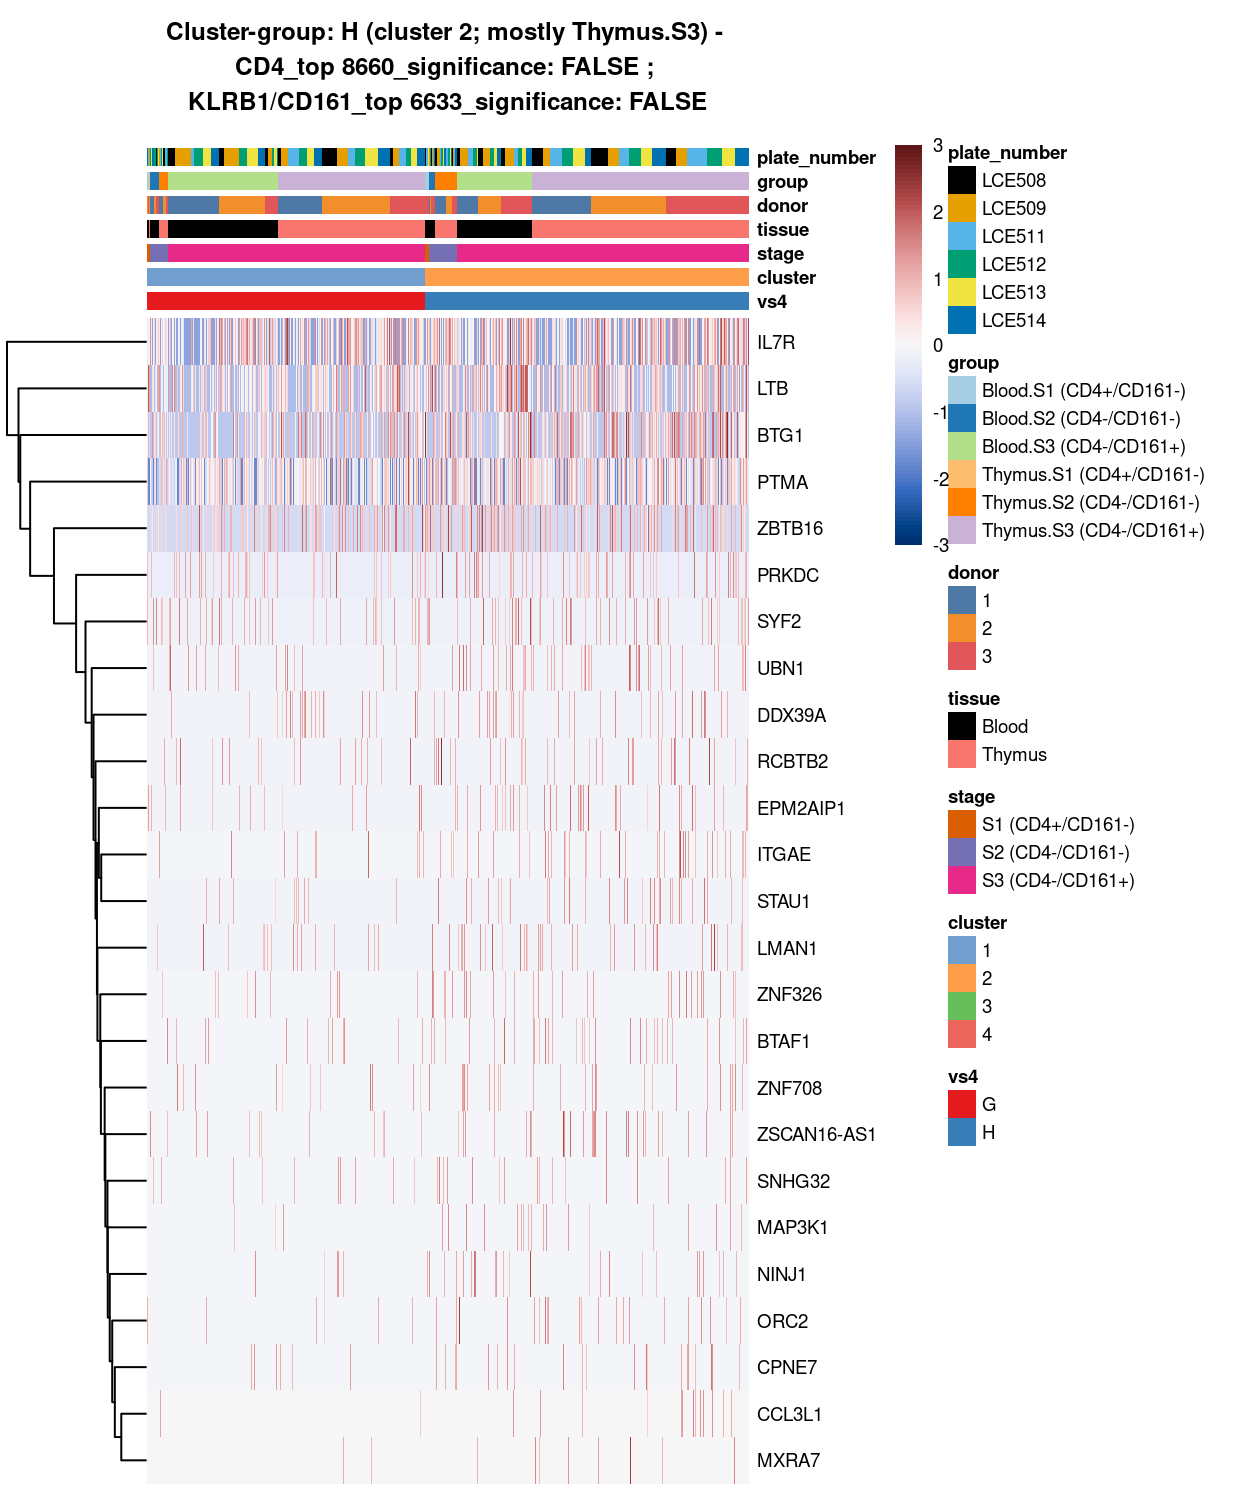 Cluster-group: H (cluster 2; mostly Thymus.S3) -
CD4_top 8660_significance: FALSE ;
KLRB1/CD161_top 6633_significance: FALSE
plate_number
group
donor
tissue
stage
cluster
vs4
IL7R
LTB
BTG1
PTMA
ZBTB16
PRKDC
SYF2
UBN1
DDX39A
RCBTB2
EPM2AIP1
ITGAE
STAU1
LMAN1
ZNF326
BTAF1
ZNF708
ZSCAN16-AS1
SNHG32
MAP3K1
NINJ1
ORC2
CPNE7
CCL3L1
MXRA7
3
2
1
0
-1
-2
-3
plate_number
LCE508
LCE509
LCE511
LCE512
LCE513
LCE514
group
Blood.S1 (CD4+/CD161-)
Blood.S2 (CD4-/CD161-)
Blood.S3 (CD4-/CD161+)
Thymus.S1 (CD4+/CD161-)
Thymus.S2 (CD4-/CD161-)
Thymus.S3 (CD4-/CD161+)
donor
1
2
3
tissue
Blood
Thymus
stage
S1 (CD4+/CD161-)
S2 (CD4-/CD161-)
S3 (CD4-/CD161+)
cluster
1
2
3
4
vs4
G
H